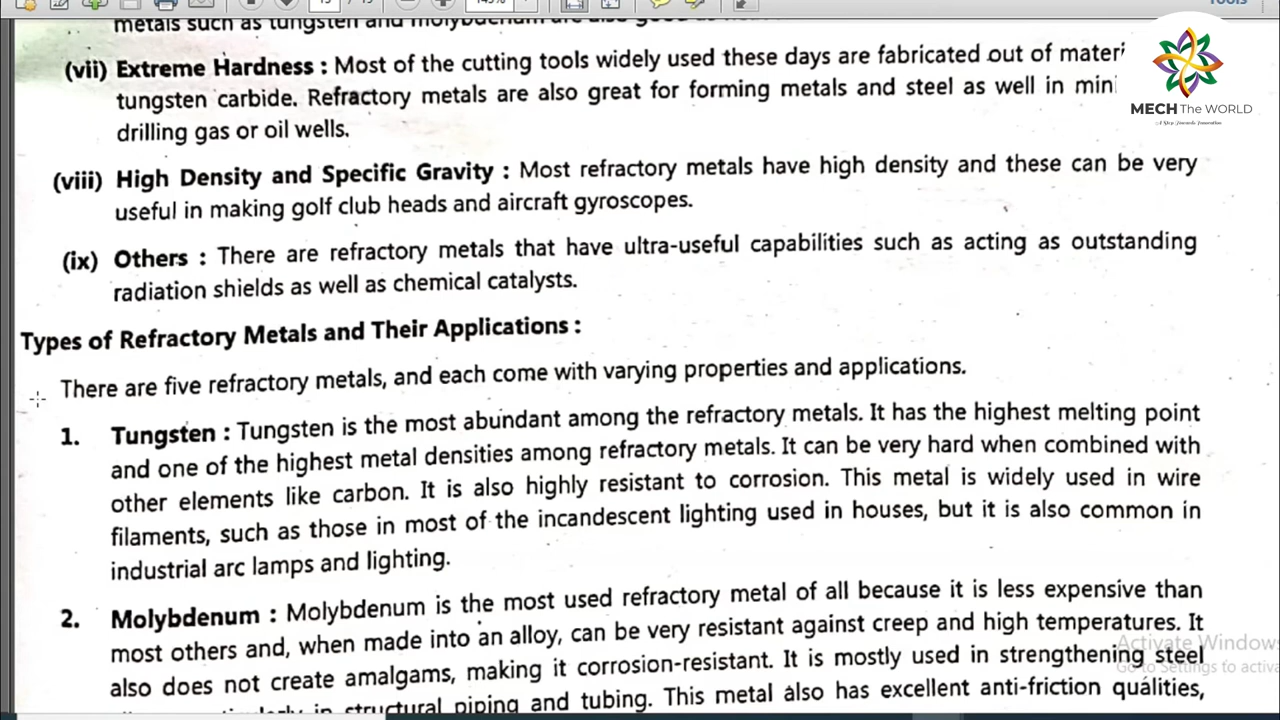 metals such as tungsten and molybdenum are also good as
(vii) Extreme Hardness : Most of the cutting tools widely used these days are fabricated out of
tungsten carbide. Refractory metals are also great for forming metals and steel as well in
drilling gas or oil wells.
(viii) High Density and Specific Gravity : Most refractory metals have high density and these can be very
useful in making golf club heads and aircraft gyroscopes.
(ix) Others : There are refractory metals that have ultra-useful capabilities such as acting as outstanding
radiation shields as well as chemical catalysts.
Types of Refractory Metals and Their Applications :
There are five refractory metals, and each come with varying properties and applications.
1. Tungsten : Tungsten is the most abundant among the refractory metals. It has the highest melting point
and one of the highest metal densities among refractory metals. It can be very hard when combined with
other elements like carbon. It is also highly resistant to corrosion. This metal is widely used in wire
filaments, such as those in most of the incandescent lighting used in houses, but it is also common in
industrial arc lamps and lighting.
2. Molybdenum : Molybdenum is the most used refractory metal of all because it is less expensive than
most others and, when made into an alloy, can be very resistant against creep and high temperatures. It
also does not create amalgams, making it corrosion-resistant. It is mostly used in strengthening steel
in structural piping and tubing. This metal also has excellent anti-friction qualities,
MECH The WORLD
Activate Windows
Go to Settings to activa
Tools